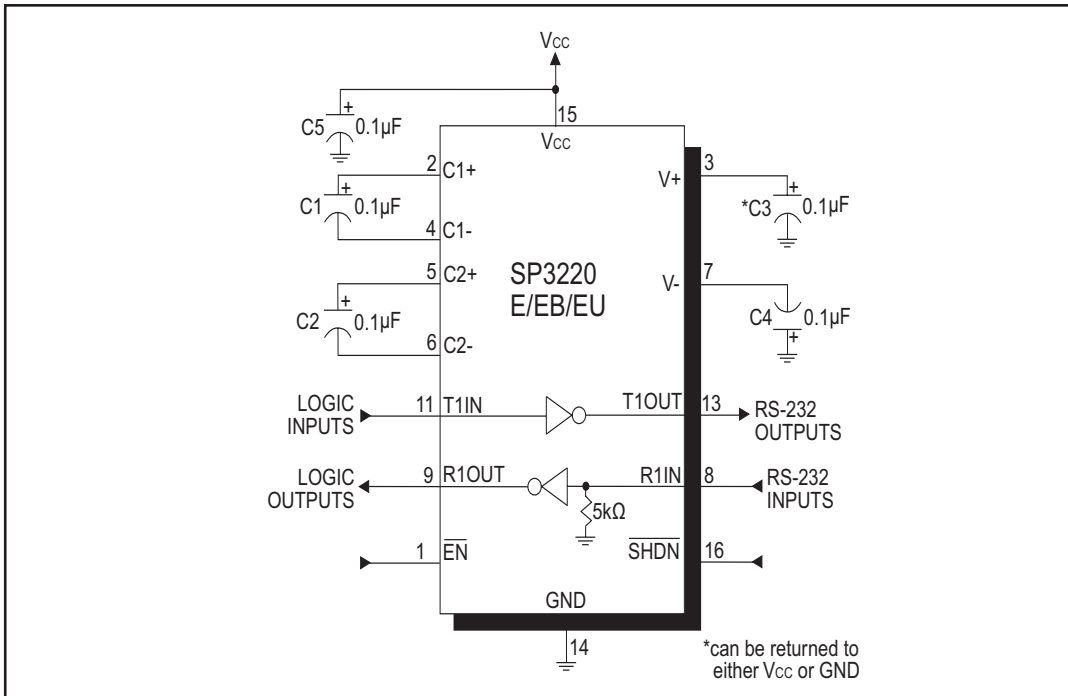 VCC
15
VCC
C5
+
0.1µF
2
C1+
C1
+
0.1µF
4
C1-
5
C2+
C2
+
0.1µF
6
C2-
SP3220
E/EB/EU
V+
3
*C3
+
0.1µF
V-
7
C4
0.1µF
+
LOGIC
INPUTS
11
T1IN
T1OUT
13
RS-232
OUTPUTS
LOGIC
OUTPUTS
9
R1OUT
5kΩ
R1IN
8
RS-232
INPUTS
1
EN
SHDN
16
GND
14
*can be returned to
either VCC or GND